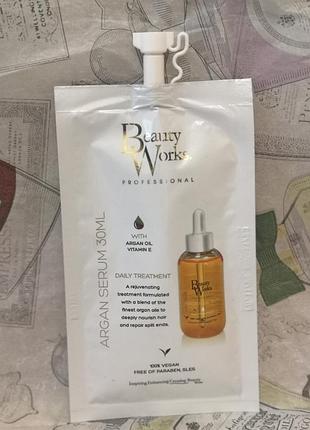 Beauty
Works.
PROFESSIONAL
WITH
ARGAN OIL
VITAMIN E
ARGAN SERUM 30ML
DAILY TREATMENT
A rejuvenating
treatment formulated
with a blend of the
finest argan oils to
deeply nourish hair
and repair split ends.
Beauty
Works
100% VEGAN
FREE OF PARABEN, SLES
Inspiring Enhancing Creating Beauty